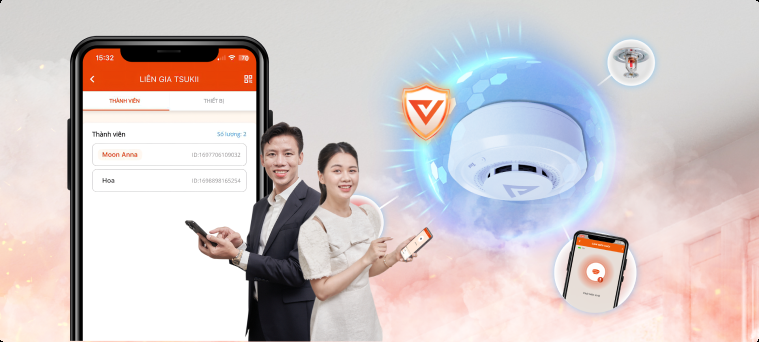 15:32
70
LIÊN GIA TSUKII
THÀNH VIÊN
THIẾT BỊ
Thành viên
Số lượng: 2
Moon Anna
ID:1697706109032
Hoa
ID:1698898165254